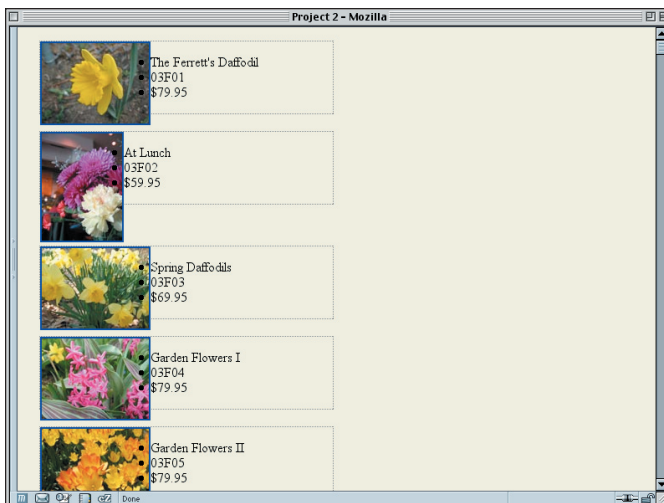 Project 2 - Mozilla
The Ferrett's Daffodil
03F01
$79.95
At Lunch
03F02
$59.95
Spring Daffodils
03F03
$69.95
Garden Flowers I
03F04
$79.95
Garden Flowers II
03F05
$79.95
Done